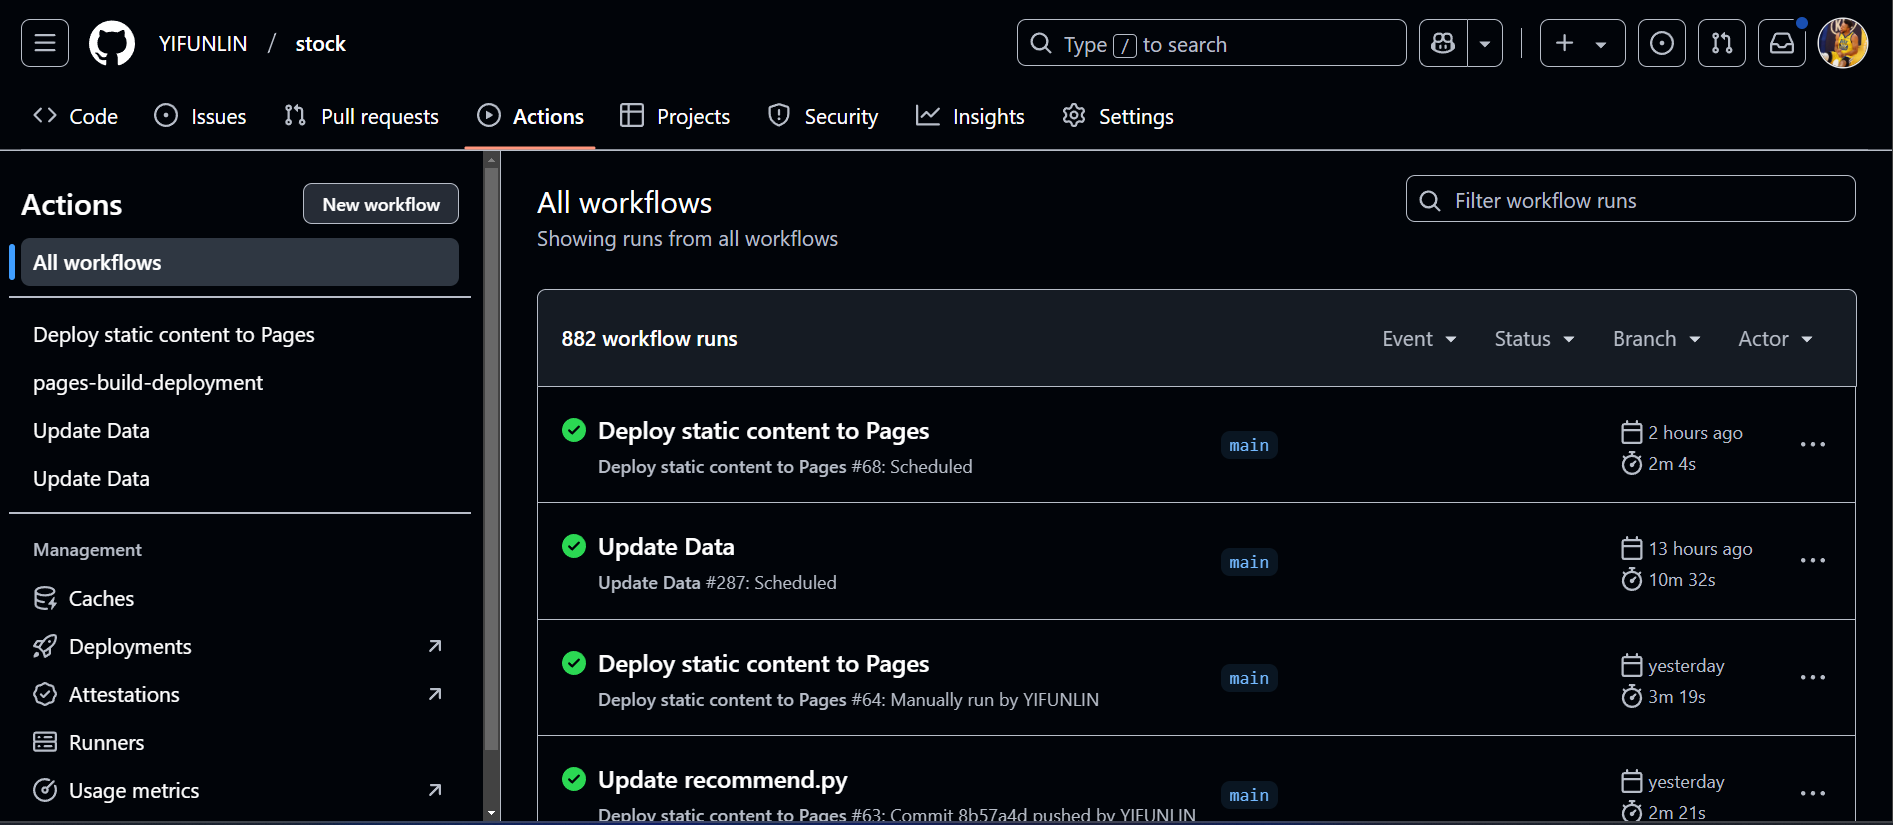 YIFUNLIN / stock
Type / to search
Code
Issues
Pull requests
Actions
Projects
Security
Insights
Settings
Actions
New workflow
All workflows
Deploy static content to Pages
pages-build-deployment
Update Data
Update Data
Management
Caches
Deployments
Attestations
Runners
Usage metrics
All workflows
Showing runs from all workflows
Filter workflow runs
882 workflow runs
Event
Status
Branch
Actor
Deploy static content to Pages
Deploy static content to Pages #68: Scheduled
main
2 hours ago
2m 4s
Update Data
Update Data #287: Scheduled
main
13 hours ago
10m 32s
Deploy static content to Pages
Deploy static content to Pages #64: Manually run by YIFUNLIN
main
yesterday
3m 19s
Update recommend.py
Deploy static content to Pages #63: Commit 8b57a4d pushed by YIFUNLIN
main
yesterday
2m 21s